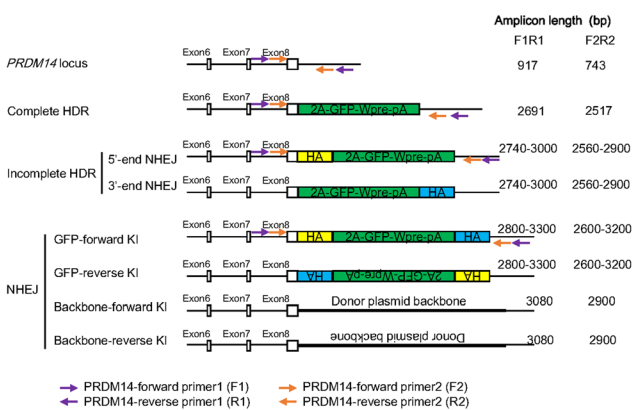 Amplicon length (bp)
F1R1 F2R2
Exon6 Exon7 Exon8
PRDM14 locus 917 743
Complete HDR Exon6 Exon7 Exon8 2A-GFP-Wpre-pA 2691 2517
Incomplete HDR
5'-end NHEJ Exon6 Exon7 Exon8 HA 2A-GFP-Wpre-pA 2740-3000 2560-2900
3'-end NHEJ Exon6 Exon7 Exon8 2A-GFP-Wpre-pA HA 2740-3000 2560-2900
NHEJ
GFP-forward KI Exon6 Exon7 Exon8 HA 2A-GFP-Wpre-pA HA 2800-3300 2600-3200
GFP-reverse KI Exon6 Exon7 Exon8 HA 2A-GFP-Wpre-pA HA 2800-3300 2600-3200
Backbone-forward KI Exon6 Exon7 Exon8 Donor plasmid backbone 3080 2900
Backbone-reverse KI Exon6 Exon7 Exon8 Donor plasmid backbone 3080 2900
PRDM14-forward primer1 (F1) PRDM14-forward primer2 (F2)
PRDM14-reverse primer1 (R1) PRDM14-reverse primer2 (R2)